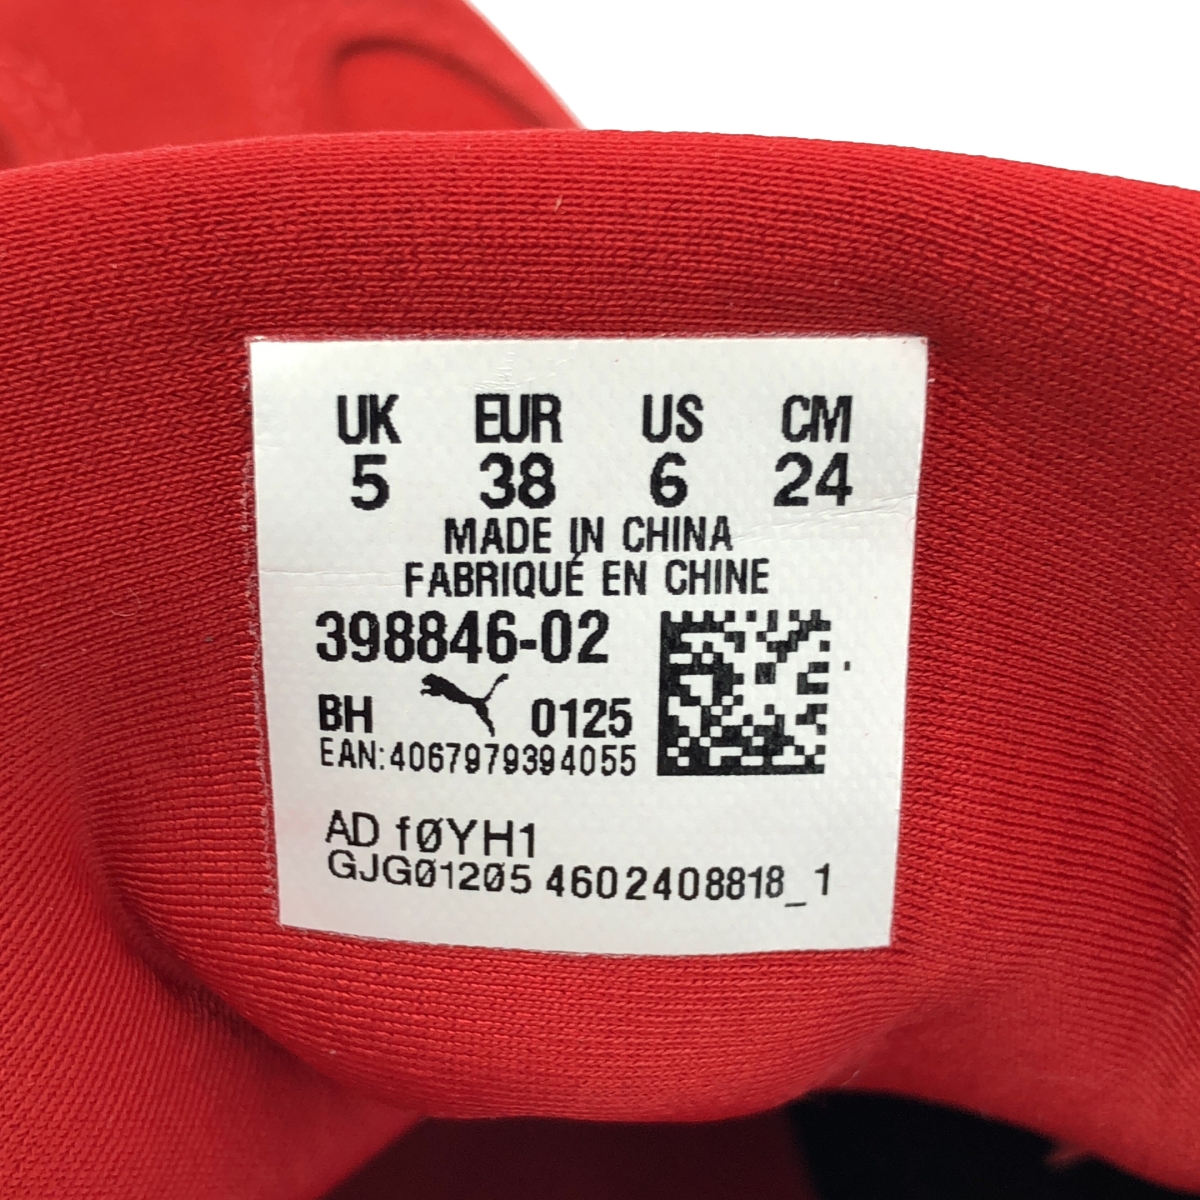 UK EUR US CM
5 38 6 24
MADE IN CHINA
FABRIQUÉ EN CHINE
398846-02
BH 0125
EAN:4067979394055
AD føYH1
GJGØ12Ø5 4602408818_1